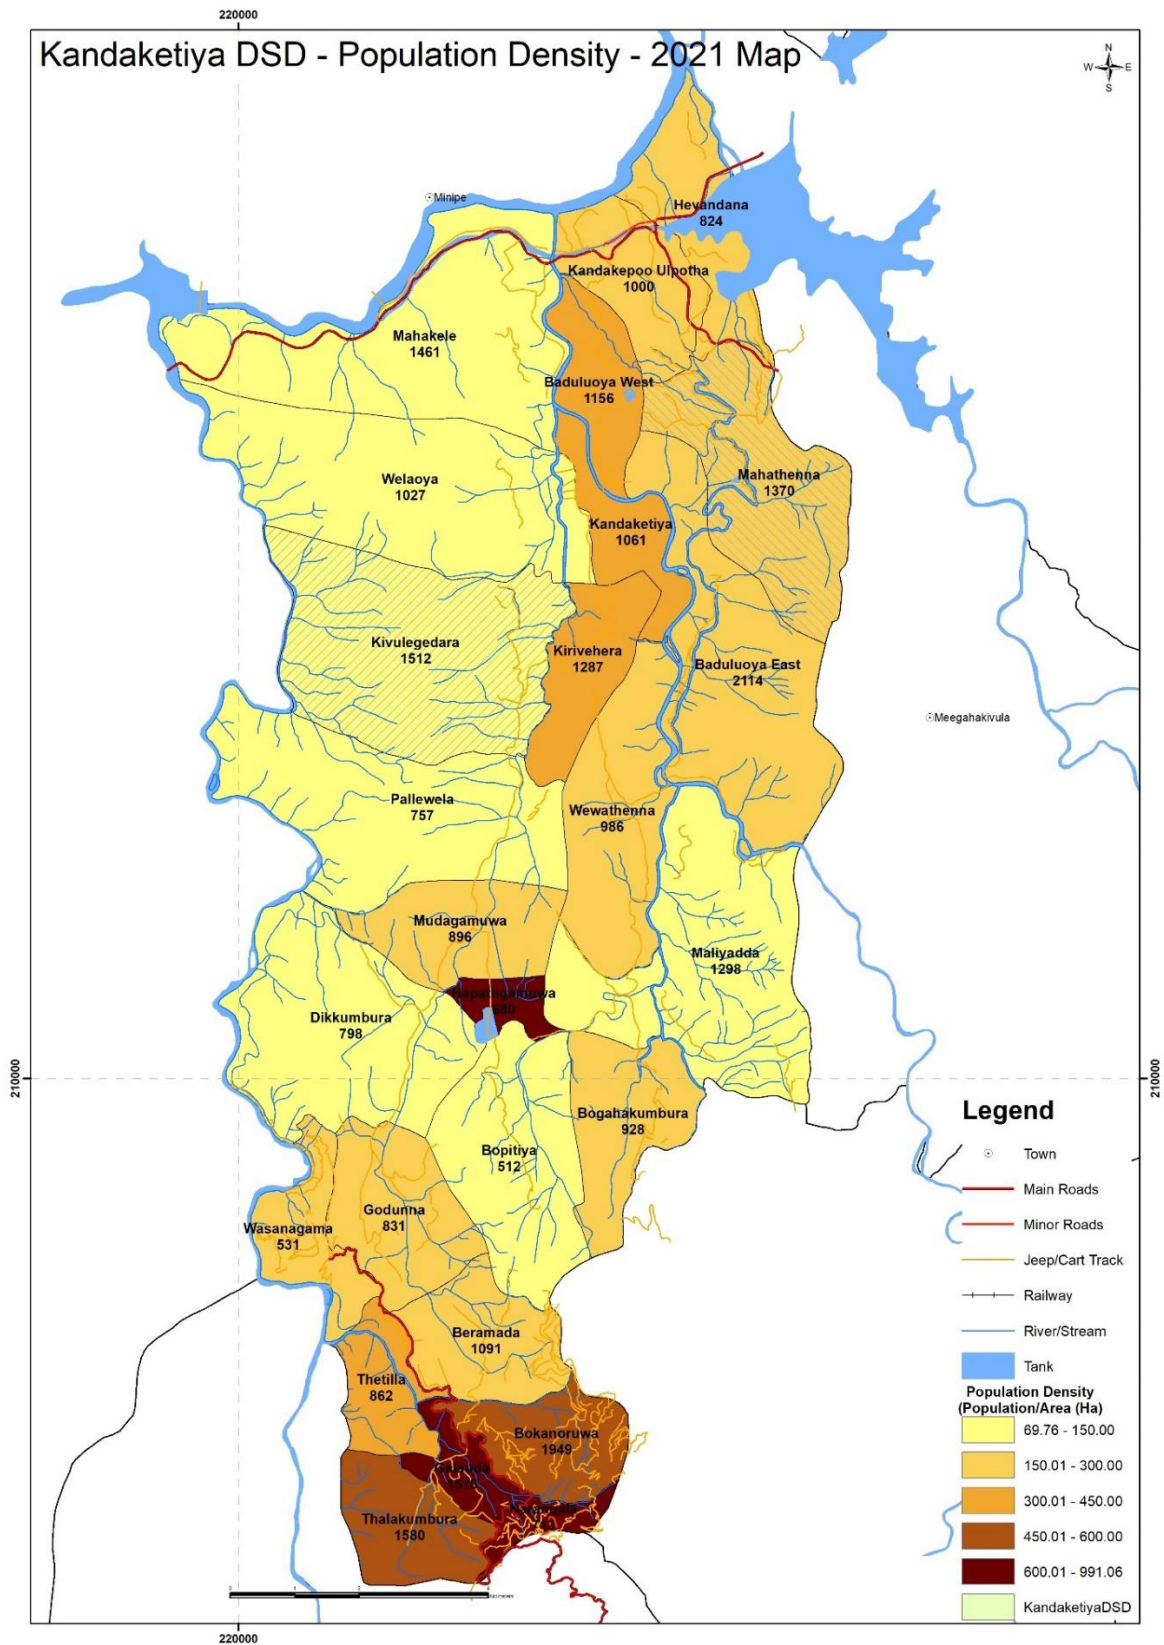 220000
Kandaketiya DSD - Population Density - 2021 Map
N
W
E
S
Minipe
Hevandana
824
Kandakepoo Ulpotha
1000
Mahakele
1461
Baduluoya West
1156
Welaoya
1027
Mahathenna
1370
Kandaketiya
1061
Kivulegedara
1512
Kirivehera
1287
Baduluoya East
2114
Meegahakivula
Pallewela
757
Wewathenna
986
Mudagamuwa
896
Maliyadda
1298
680
Dikkumbura
798
210000
210000
Bogahakumbura
928
Bopitiya
512
Godunna
831
Wasanagama
531
Beramada
1091
Thetilla
862
Bokanoruwa
1949
Thalakumbura
1580
Legend
Town
Main Roads
Minor Roads
Jeep/Cart Track
Railway
River/Stream
Tank
Population Density
(Population/Area (Ha)
69.76 - 150.00
150.01 - 300.00
300.01 - 450.00
450.01 - 600.00
600.01 - 991.06
KandaketiyaDSD
220000